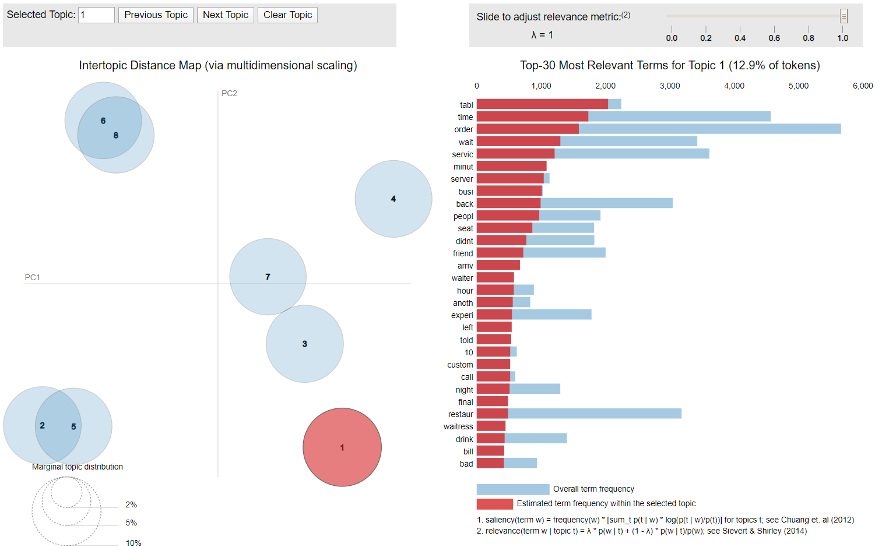 Selected Topic: 1 Previous Topic Next Topic Clear Topic
Slide to adjust relevance metric:(2)
λ = 1
0.0 0.2 0.4 0.6 0.8 1.0
Intertopic Distance Map (via multidimensional scaling)
PC2
PC1
6
8
4
7
3
2
5
1
Marginal topic distribution
2%
5%
10%
Top-30 Most Relevant Terms for Topic 1 (12.9% of tokens)
0 1,000 2,000 3,000 4,000 5,000 6,000
tabl
time
order
wait
servic
minut
server
busi
back
peopl
seat
didnt
friend
arriv
waiter
hour
anoth
experi
left
told
10
custom
call
night
final
restaur
waitress
drink
bill
bad
Overall term frequency
Estimated term frequency within the selected topic
1. saliency(term w) = frequency(w) * [sum_t p(t | w) * log(p(t | w)/p(t))] for topics t; see Chuang et. al (2012)
2. relevance(term w | topic t) = λ * p(w | t) + (1 - λ) * p(w | t)/p(w); see Sievert & Shirley (2014)